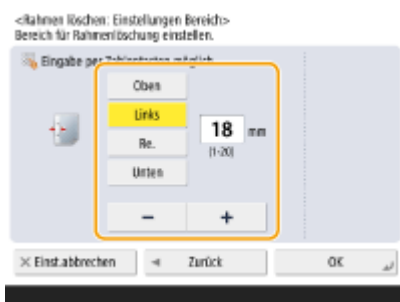 <Rahmen löschen: Einstellungen Bereich>
Bereich für Rahmenlöschung einstellen.
Eingabe per Zehlentasten möglich
Oben
Links
18 mm
Re.
(1-20)
Unten
− +
× Einst.abbrechen ◄ Zurück OK